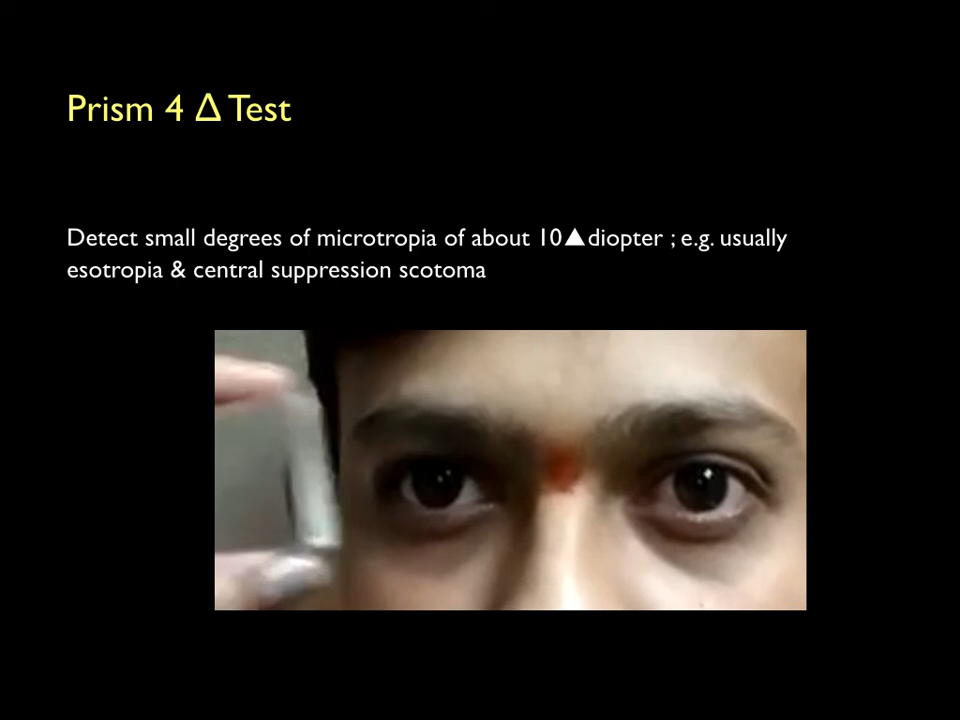 Prism 4 Δ Test
Detect small degrees of microtropia of about 10▲diopter ; e.g. usually
esotropia & central suppression scotoma